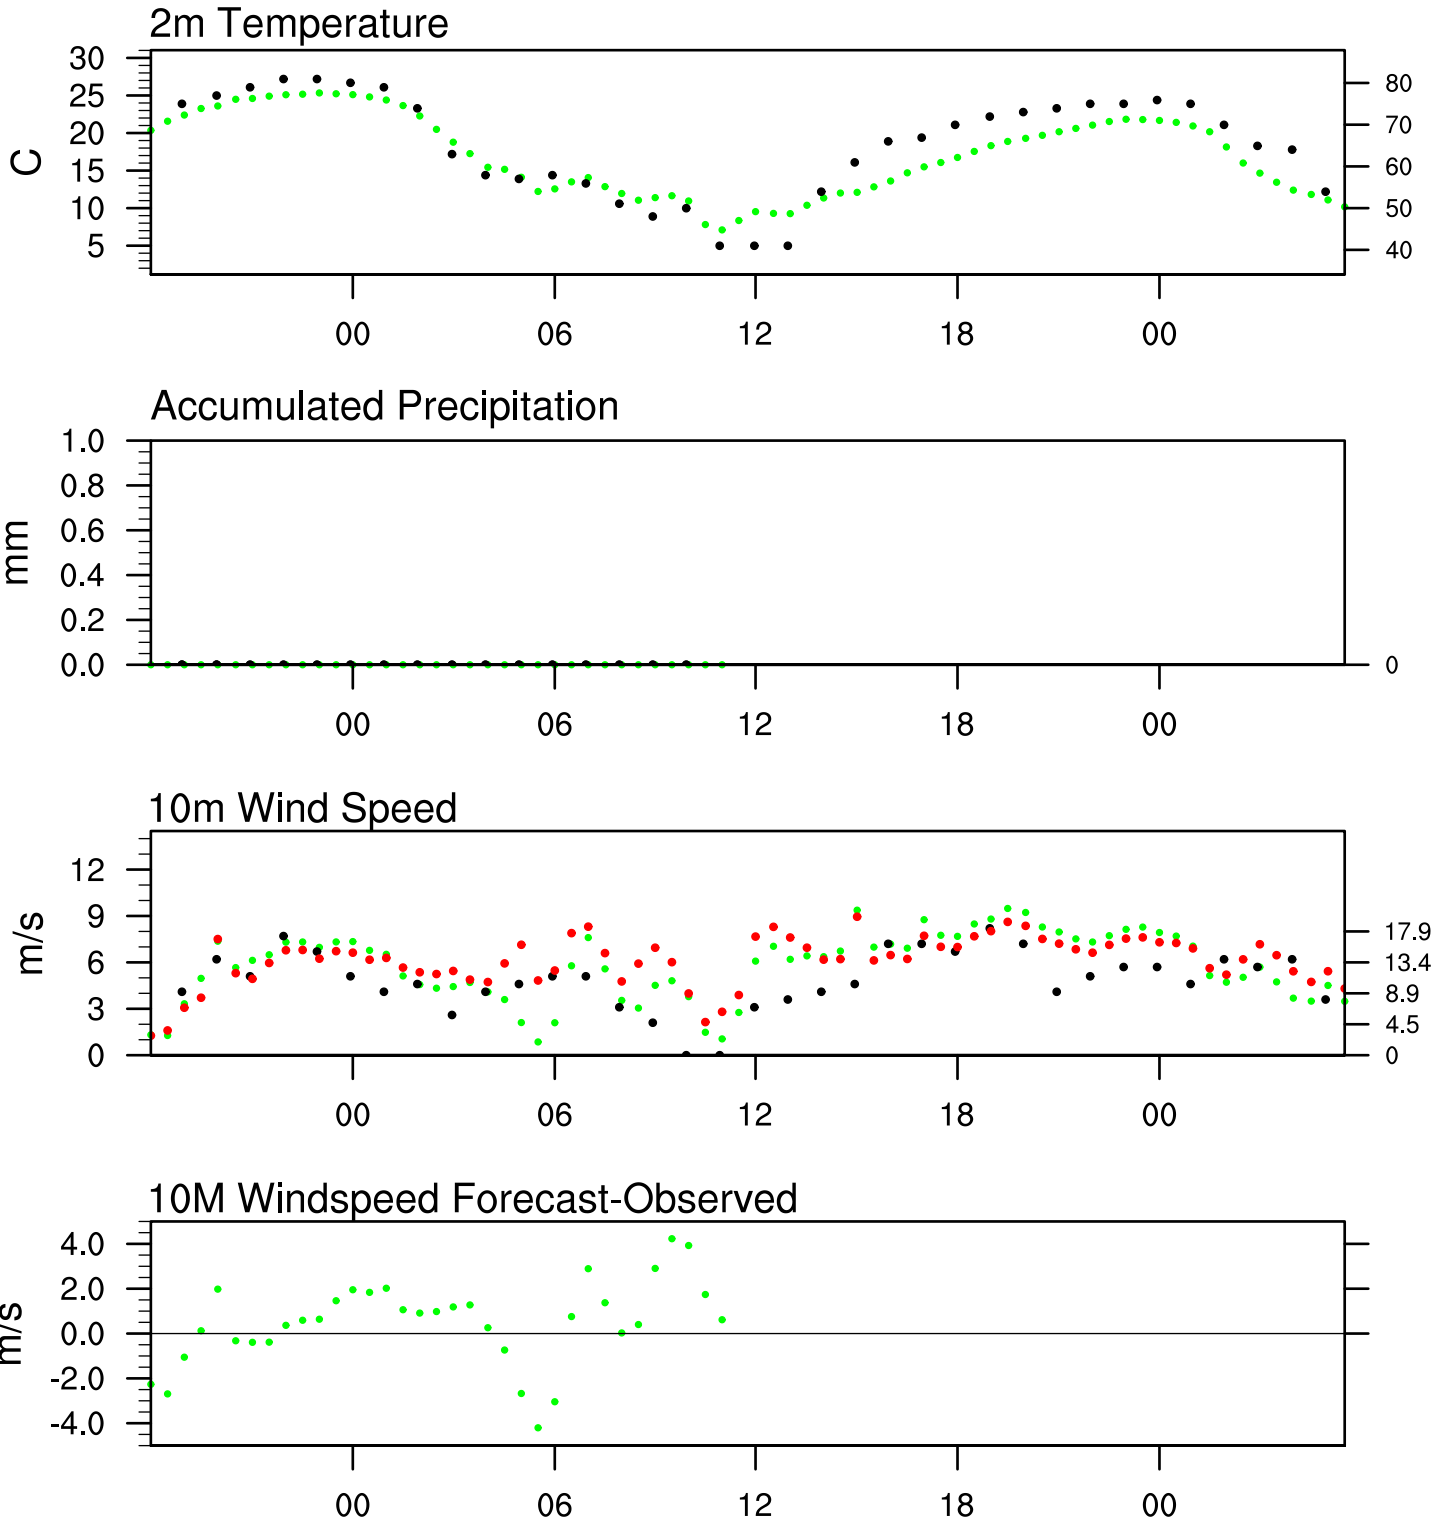 2m Temperature
30
25
20
15
10
5
C
80
70
60
50
40
00 06 12 18 00
Accumulated Precipitation
1.0
0.8
0.6
0.4
0.2
0.0
mm
0
00 06 12 18 00
10m Wind Speed
12
9
6
3
0
m/s
17.9
13.4
8.9
4.5
0
00 06 12 18 00
10M Windspeed Forecast-Observed
4.0
2.0
0.0
-2.0
-4.0
m/s
00 06 12 18 00